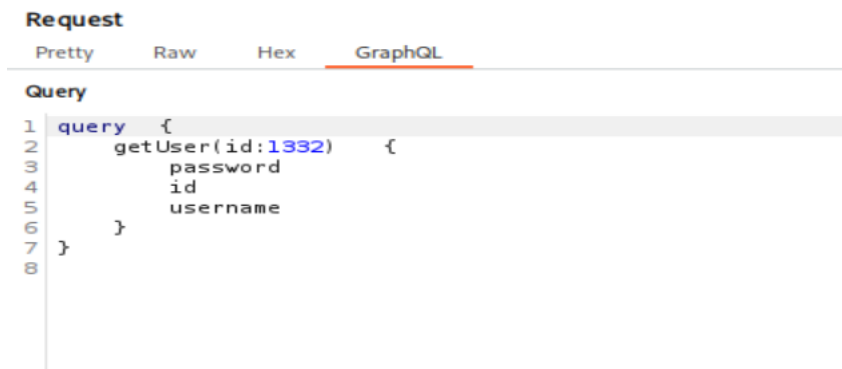 Request
Pretty Raw Hex GraphQL
Query
1 query {
2 getUser(id:1332) {
3 password
4 id
5 username
6 }
7 }
8